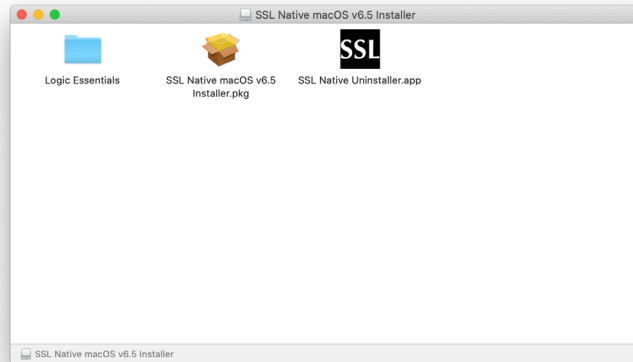 SSL Native macOS v6.5 Installer
SSL
Logic Essentials
SSL Native macOS v6.5
Installer.pkg
SSL Native Uninstaller.app
SSL Native macOS v6.5 Installer